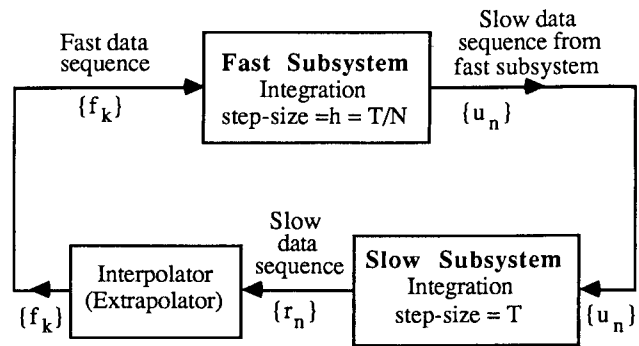 Fast data
sequence
{f_k}
Fast Subsystem
Integration
step-size =h = T/N
Slow data
sequence from
fast subsystem
{u_n}
Interpolator
(Extrapolator)
{f_k}
Slow
data
sequence
{r_n}
Slow Subsystem
Integration
step-size = T
{u_n}